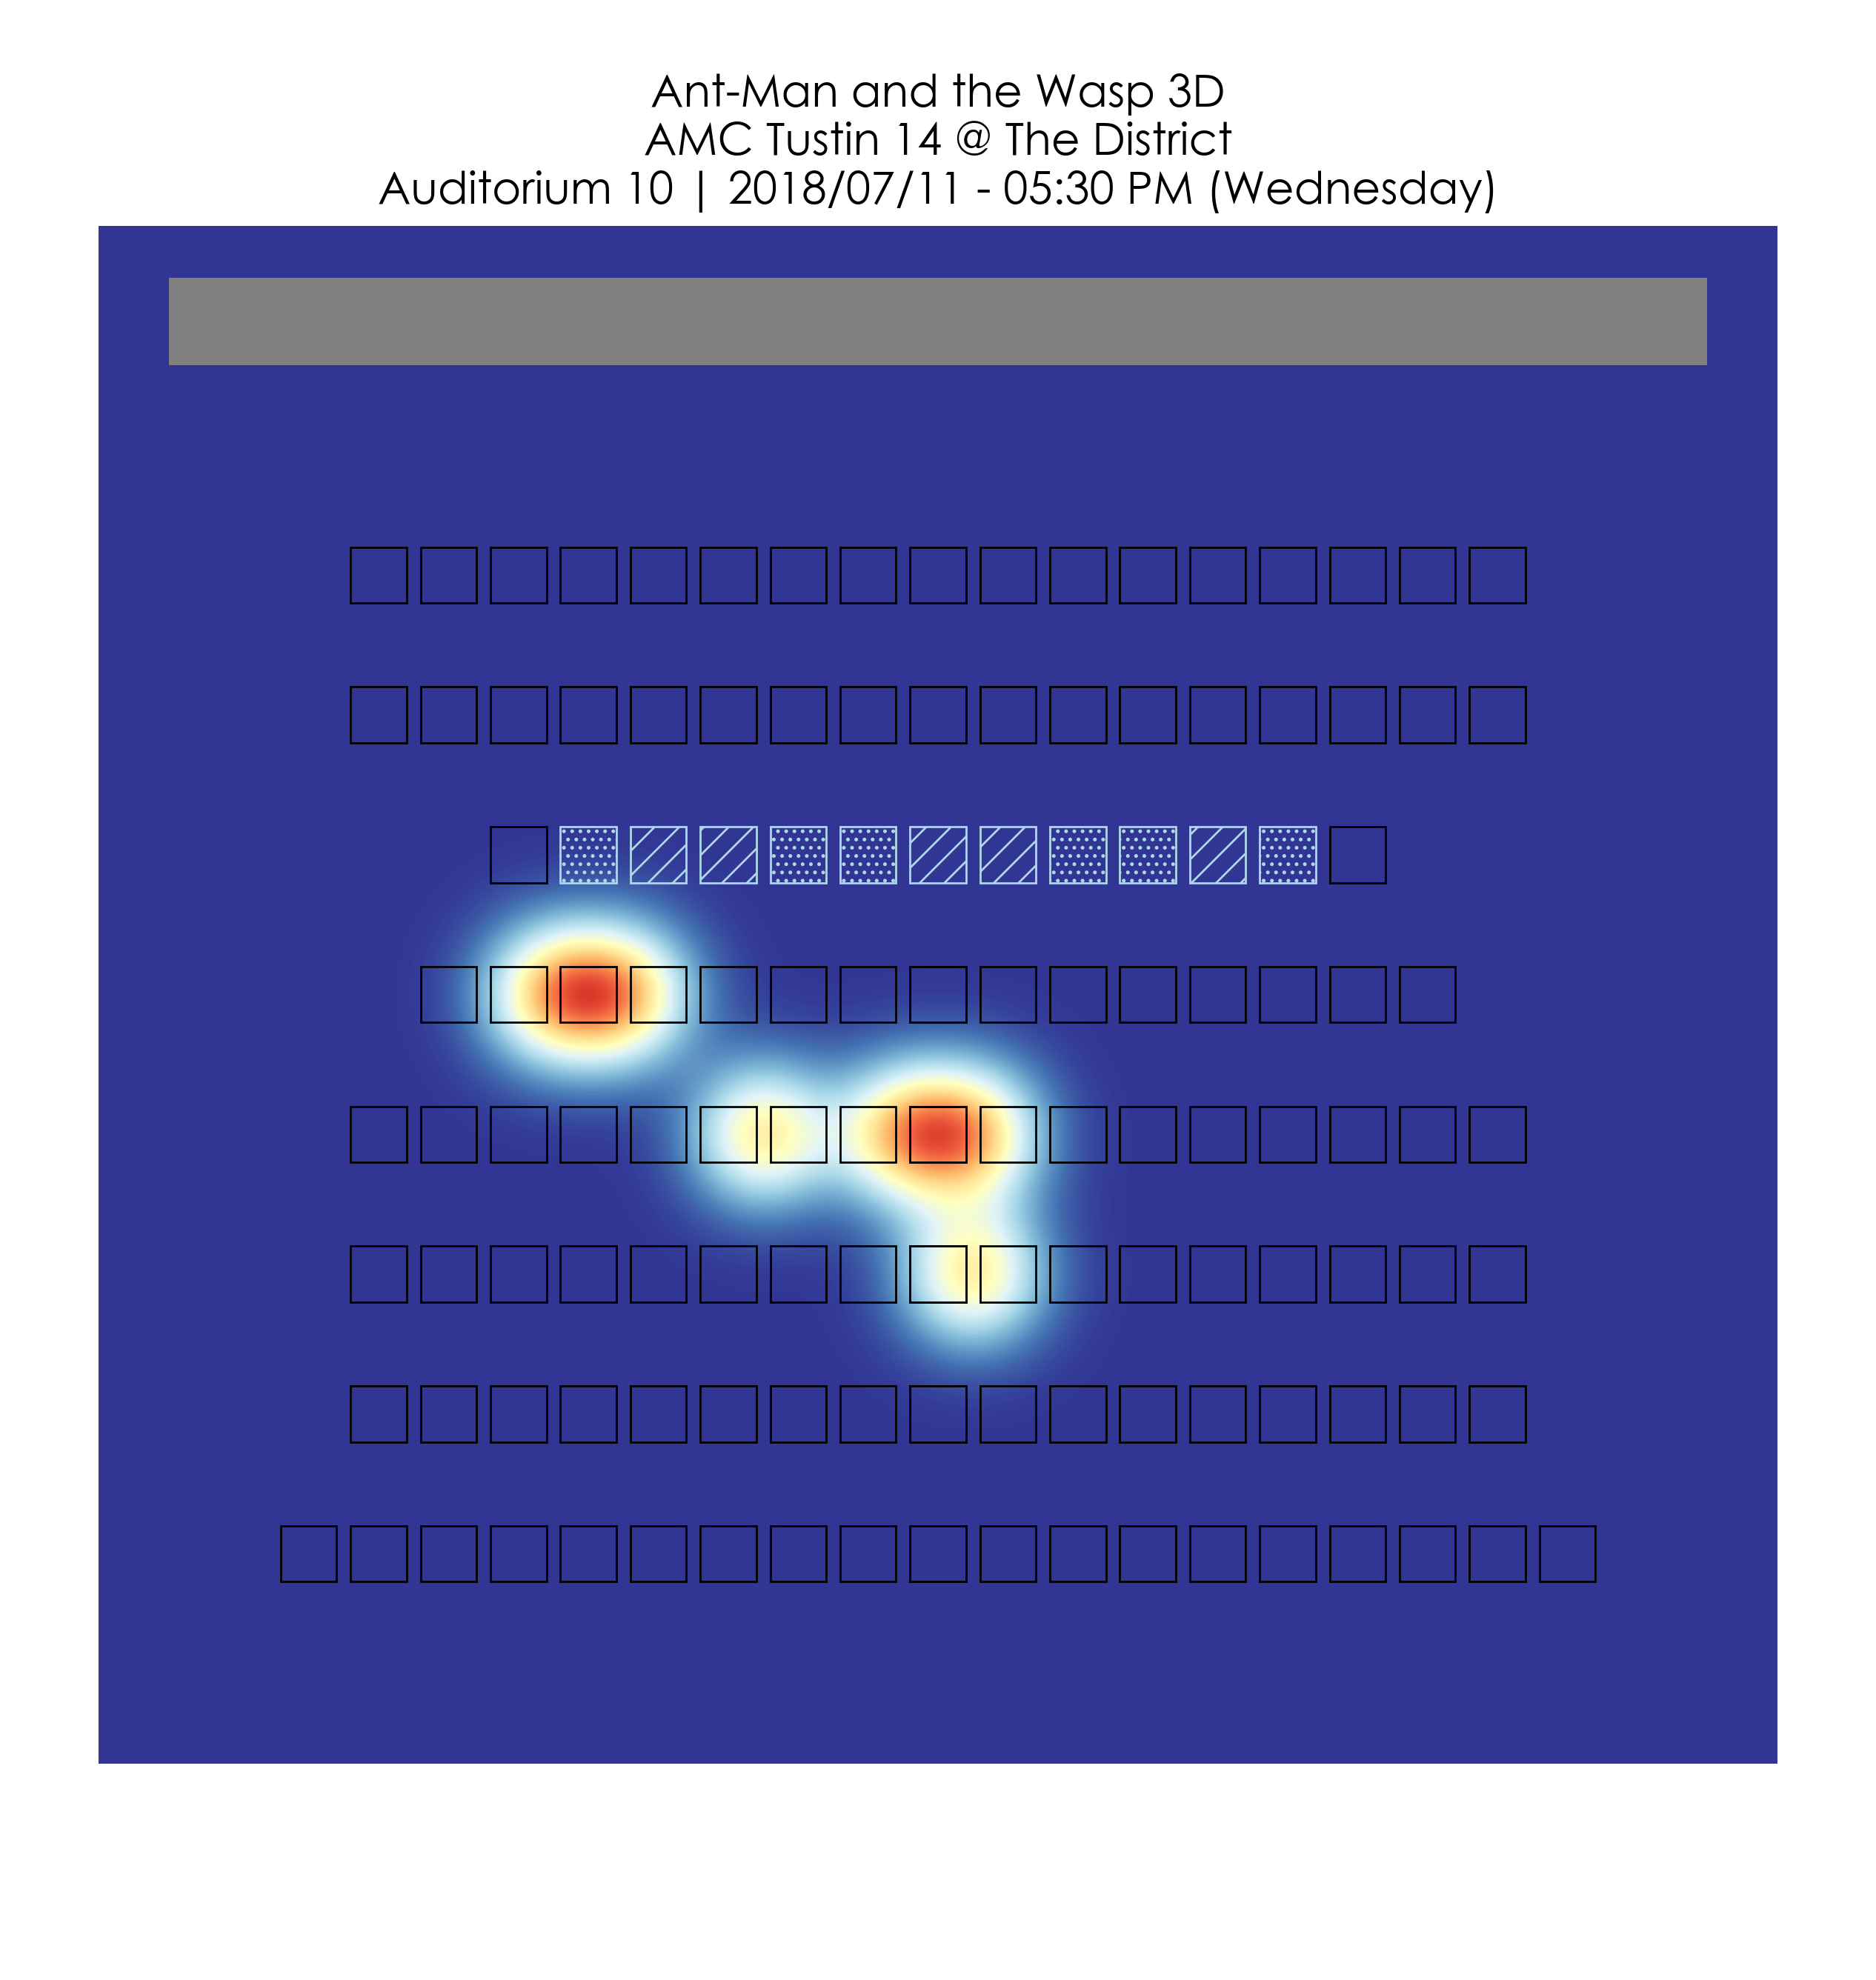 Ant-Man and the Wasp 3D
AMC Tustin 14 @ The District
Auditorium 10 | 2018/07/11 - 05:30 PM (Wednesday)